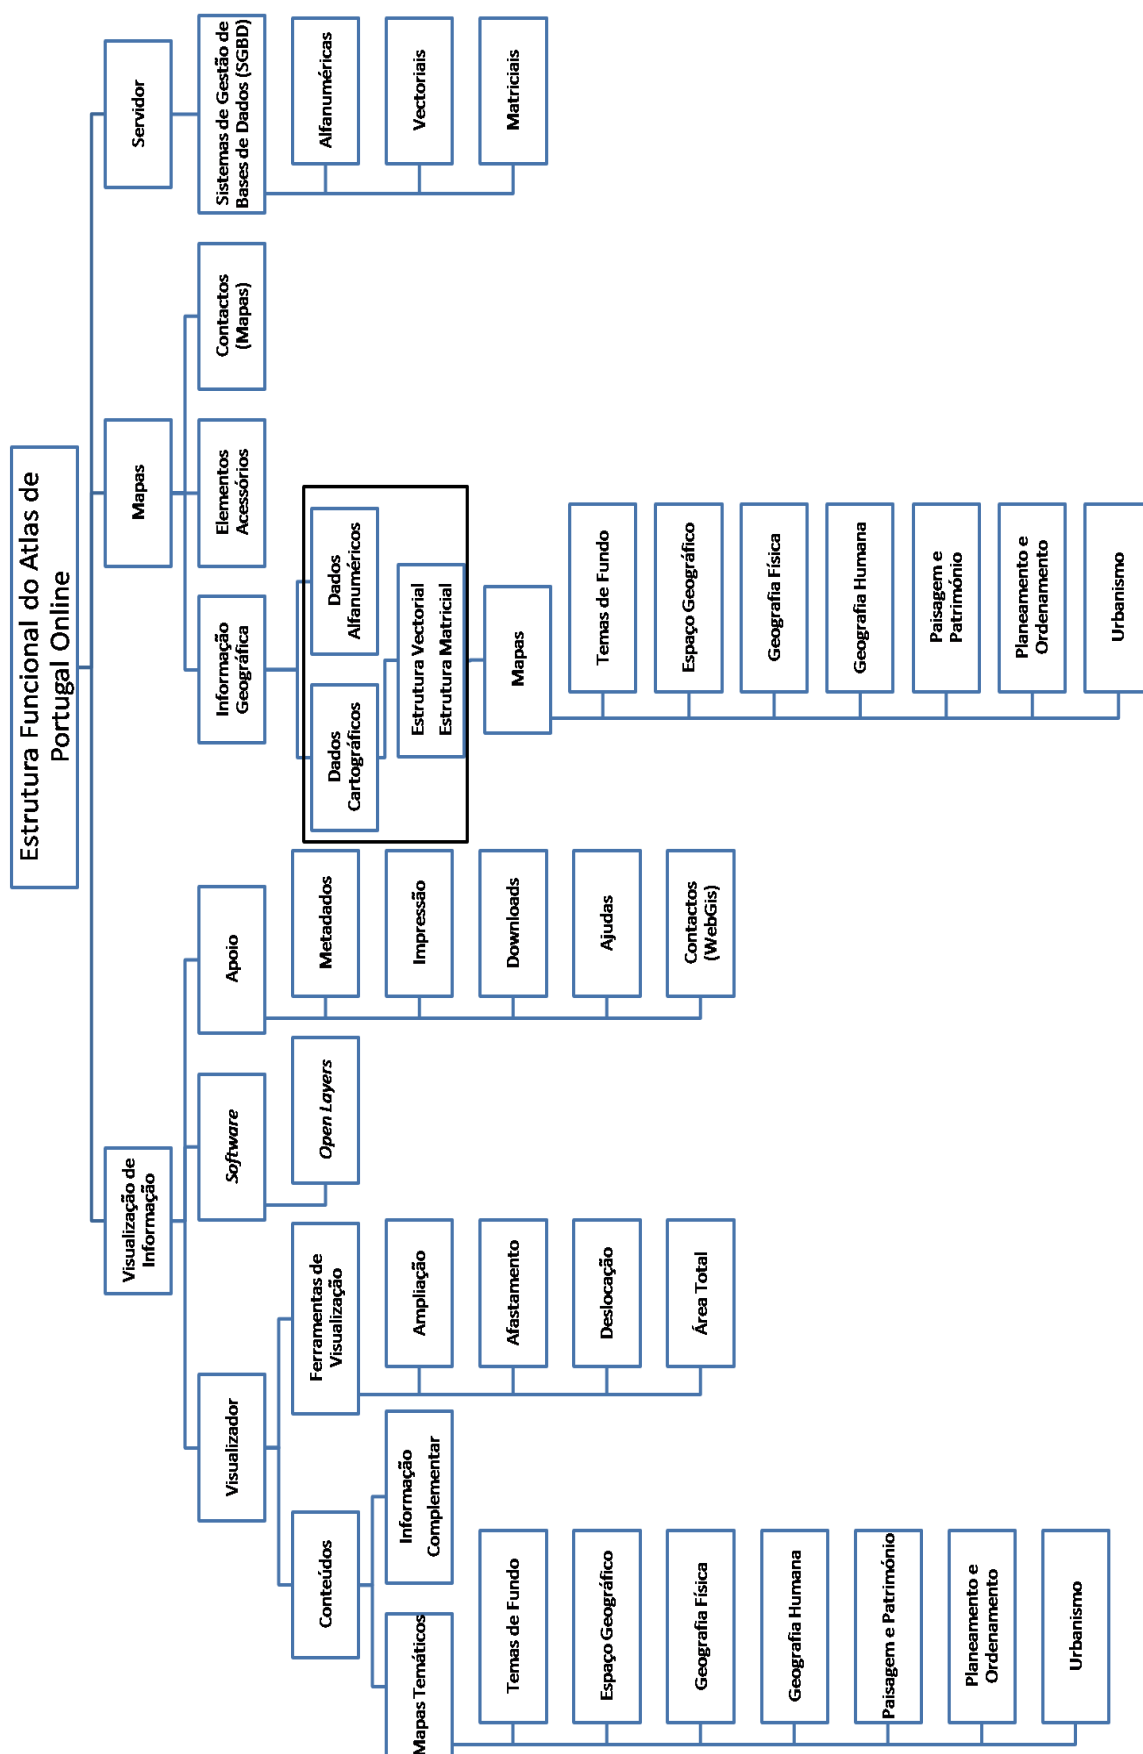 Estrutura Funcional do Atlas de
Portugal Online
Visualização de
Informação
Mapas
Servidor
Visualizador
Software
Apoio
Informação
Geográfica
Elementos
Acessórios
Contactos
(Mapas)
Sistemas de Gestão de
Bases de Dados (SGBD)
Conteúdos
Ferramentas de
Visualização
Open Layers
Metadados
Impressão
Downloads
Ajudas
Contactos
(WebGis)
Dados
Cartográficos
Dados
Alfanuméricos
Estrutura Vectorial
Estrutura Matricial
Alfanuméricas
Vectoriais
Matriciais
Mapas Temáticos
Informação
Complementar
Ampliação
Afastamento
Deslocação
Área Total
Mapas
Temas de Fundo
Espaço Geográfico
Geografia Física
Geografia Humana
Paisagem e Património
Planeamento e
Ordenamento
Urbanismo
Temas de Fundo
Espaço Geográfico
Geografia Física
Geografia Humana
Paisagem e
Património
Planeamento e
Ordenamento
Urbanismo